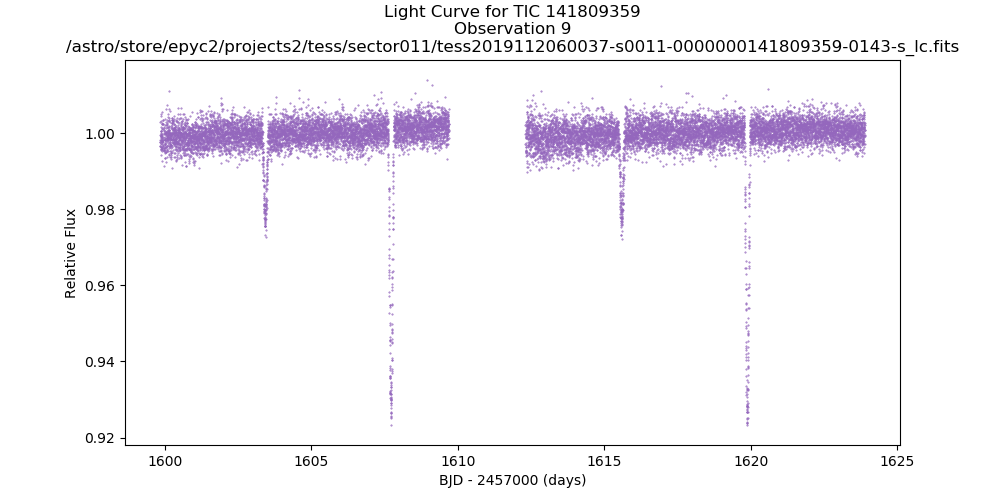 Light Curve for TIC 141809359
Observation 9
/astro/store/epyc2/projects2/tess/sector011/tess2019112060037-s0011-0000000141809359-0143-s_lc.fits
1.00
0.98
0.96
0.94
0.92
Relative Flux
1600
1605
1610
1615
1620
1625
BJD - 2457000 (days)